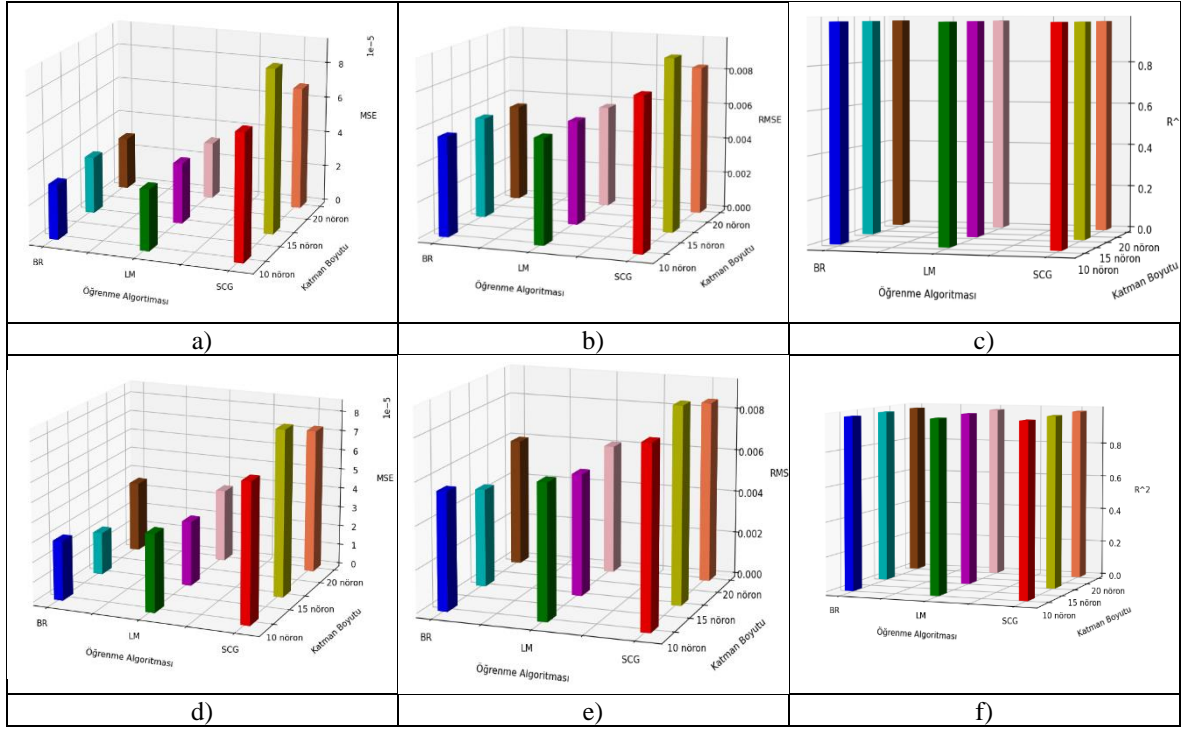 1e−5
8
6
MSE
4
2
0
20 nöron
15 nöron
10 nöron
BR
LM
SCG
Öğrenme Algortiması
Katman Boyutu
a)
0.008
0.006
RMSE
0.004
0.002
0.000
20 nöron
15 nöron
10 nöron
BR
LM
SCG
Öğrenme Algoritması
Katman Boyutu
b)
0.8
0.6
R^
0.4
0.2
0.0
20 nöron
15 nöron
10 nöron
BR
LM
SCG
Öğrenme Algoritması
Katman Boyutu
c)
1e−5
8
7
6
5
MSE
4
3
2
1
0
20 nöron
15 nöron
10 nöron
BR
LM
SCG
Öğrenme Algoritması
Katman Boyutu
d)
0.008
0.006
RMS
0.004
0.002
0.000
20 nöron
15 nöron
10 nöron
BR
LM
SCG
Öğrenme Algoritması
Katman Boyutu
e)
0.8
0.6
R^2
0.4
0.2
0.0
20 nöron
15 nöron
10 nöron
BR
LM
SCG
Öğrenme Algoritması
Katman Boyutu
f)